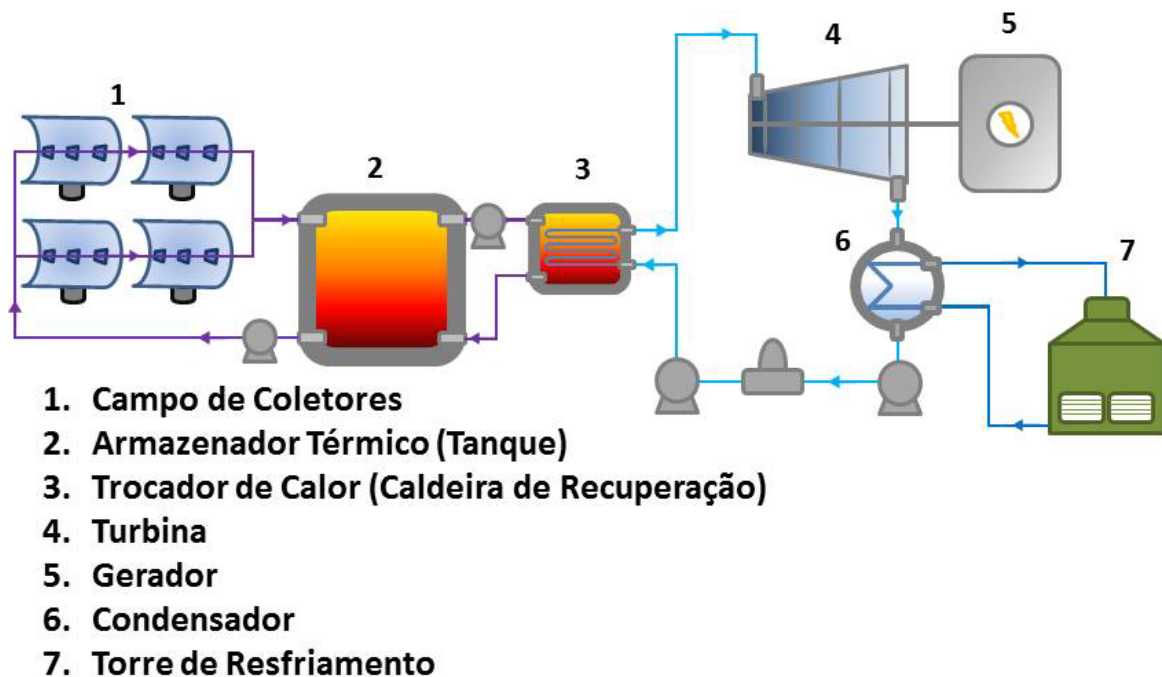 1
2
3
4
5
6
7
1. Campo de Coletores
2. Armazenador Térmico (Tanque)
3. Trocador de Calor (Caldeira de Recuperação)
4. Turbina
5. Gerador
6. Condensador
7. Torre de Resfriamento